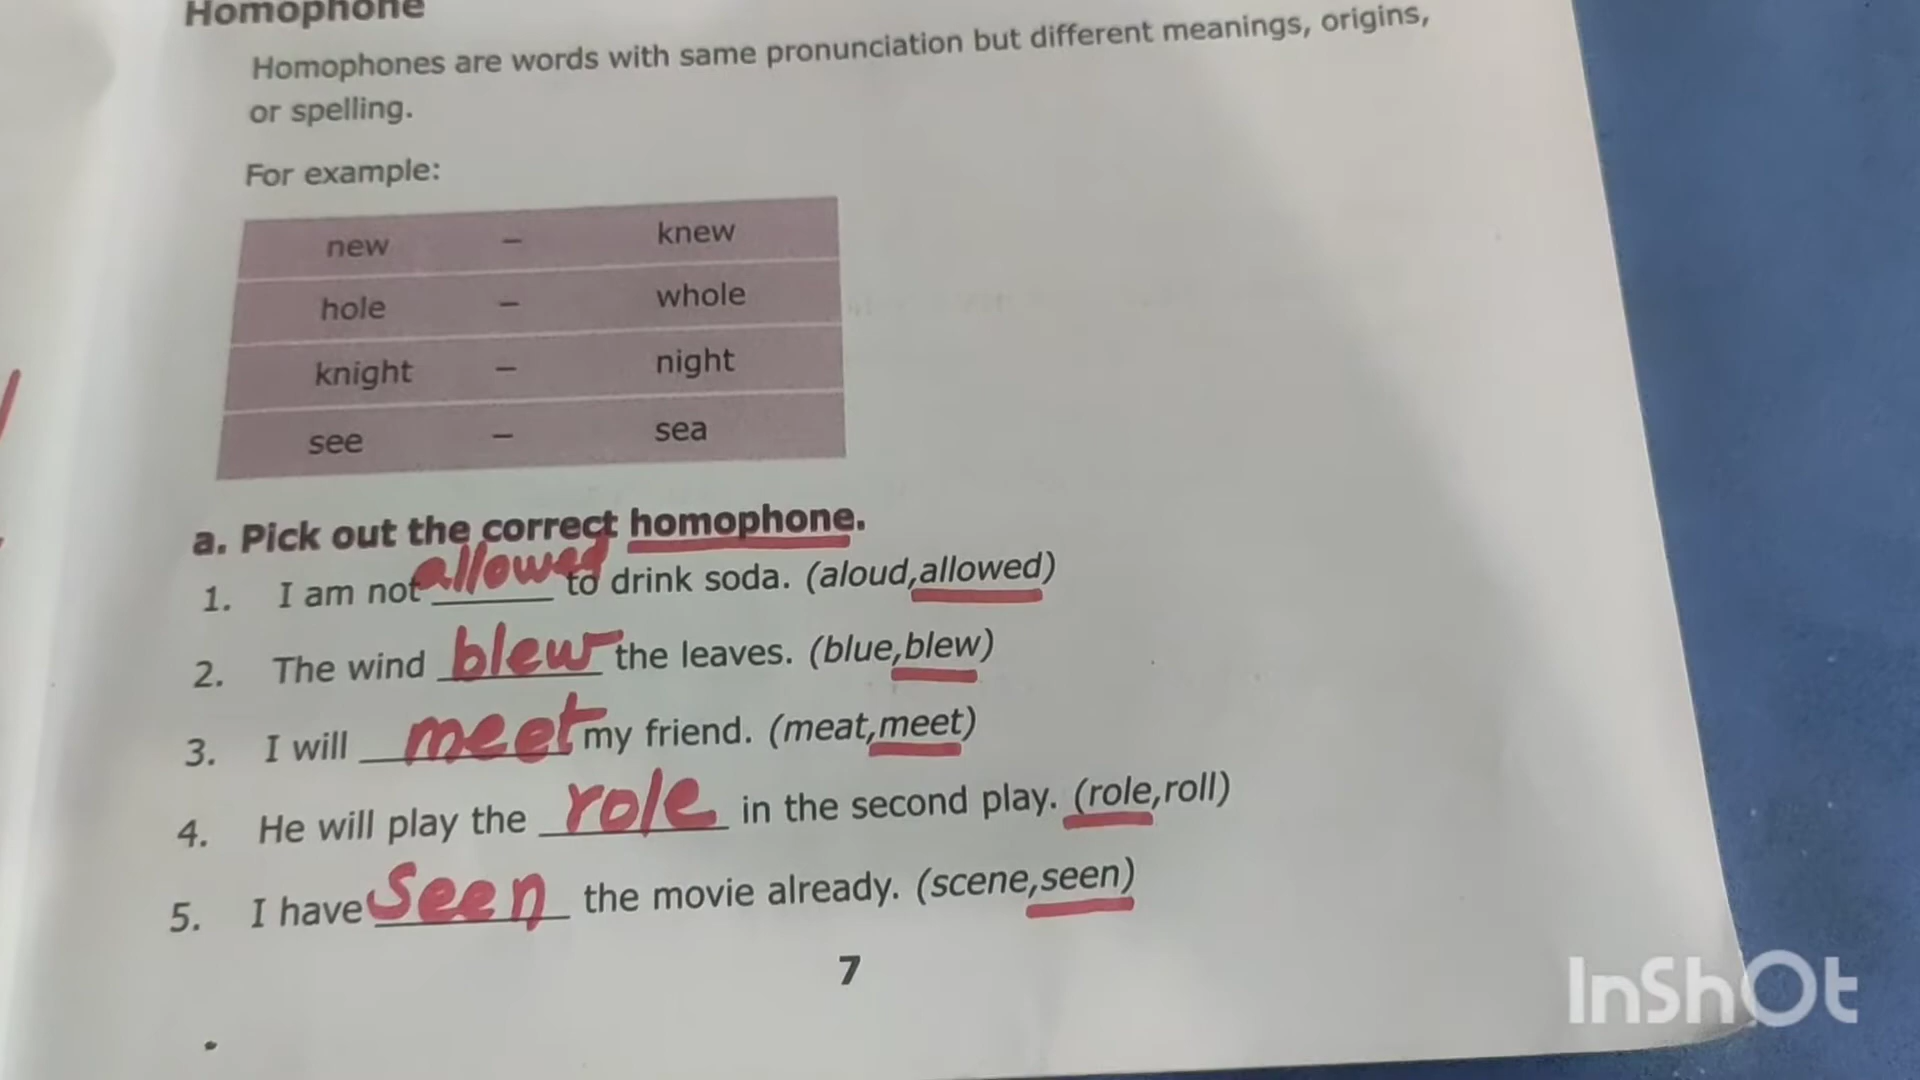 Homophone
Homophones are words with same pronunciation but different meanings, origins,
or spelling.
For example:
new – knew
hole – whole
knight – night
see – sea
a. Pick out the correct homophone.
1. I am not allowed to drink soda. (aloud,allowed)
2. The wind blew the leaves. (blue,blew)
3. I will meet my friend. (meat,meet)
4. He will play the role in the second play. (role,roll)
5. I have seen the movie already. (scene,seen)
7
InShOt